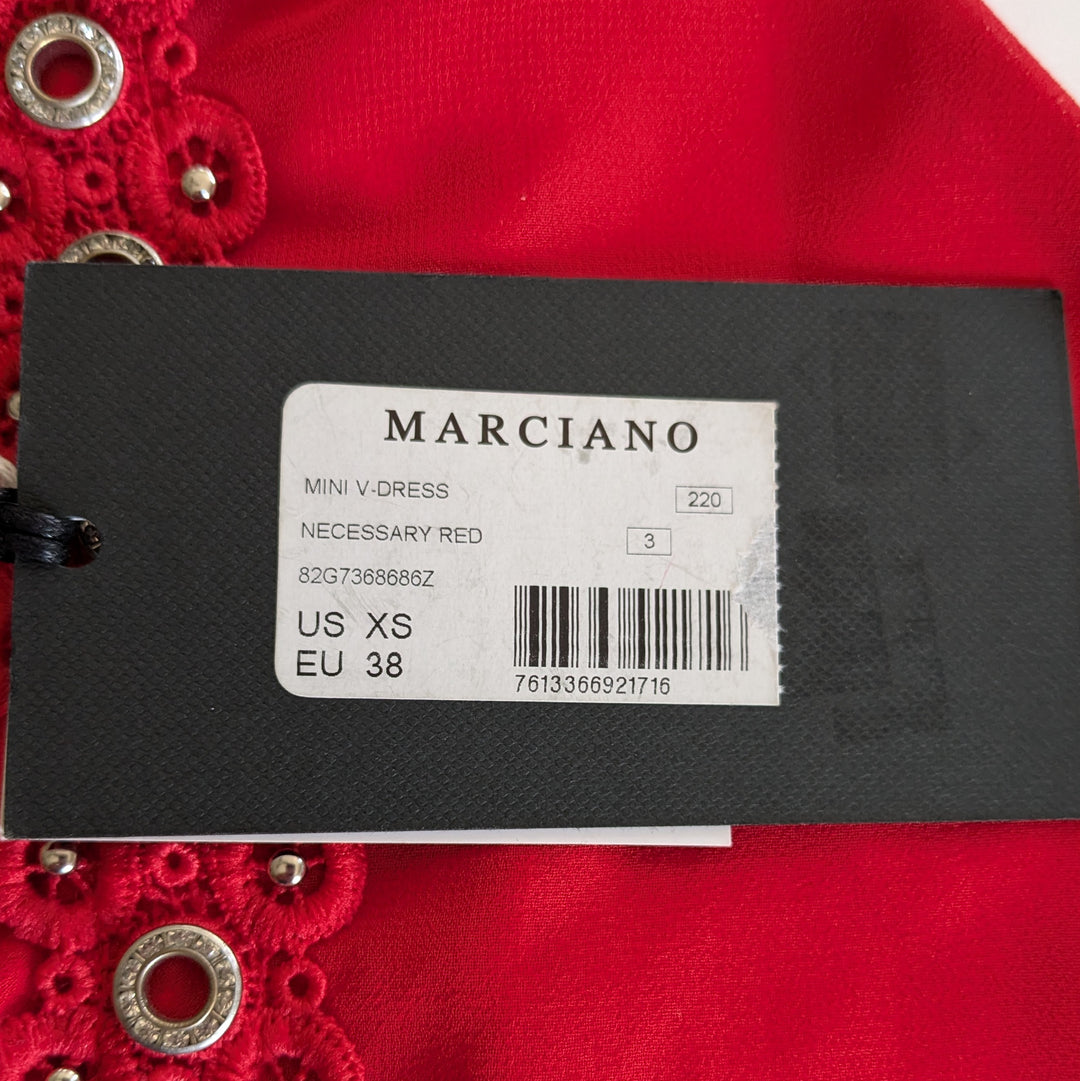 MARCIANO
MINI V-DRESS
220
NECESSARY RED
3
82G7368686Z
US XS
EU 38
7613366921716